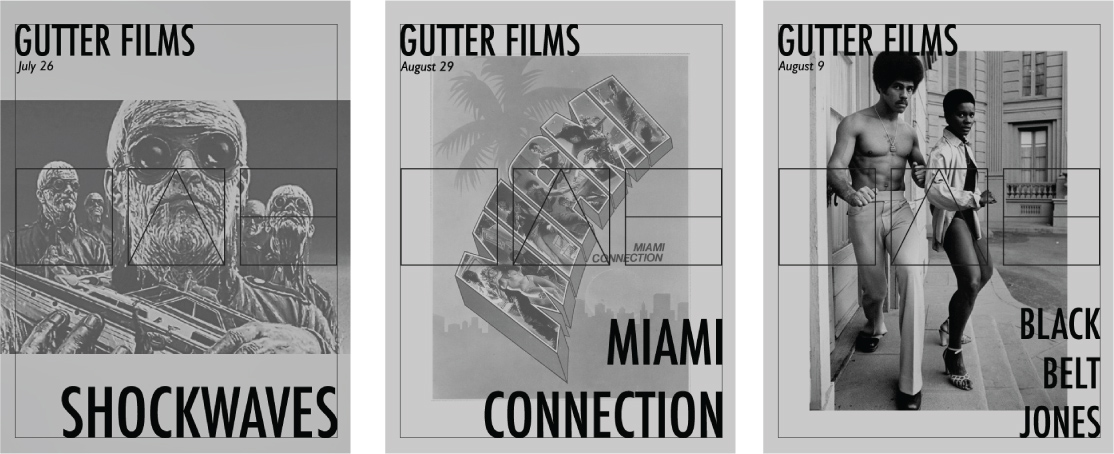 GUTTER FILMS
July 26
SHOCKWAVES
GUTTER FILMS
August 29
MIAMI
MIAMI
CONNECTION
MIAMI
CONNECTION
GUTTER FILMS
August 9
BLACK
BELT
JONES